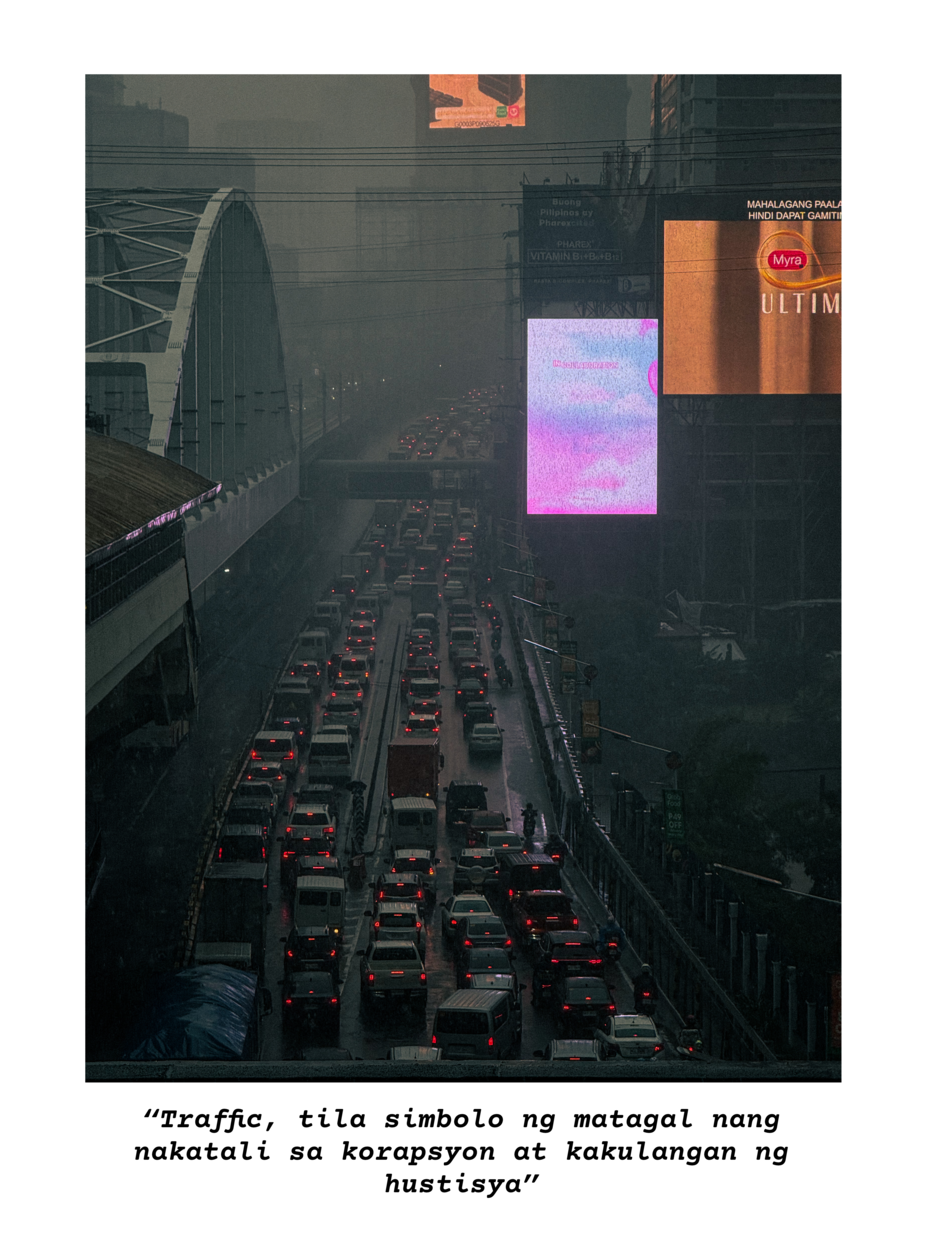 MAHALAGANG PAALA
HINDI DAPAT GAMITI
Buong
Pilipinas ay
PHAREX
VITAMIN B1+B6+B12
Myra
ULTIM
“Traffic, tila simbolo ng matagal nang
nakatali sa korapsyon at kakulangan ng
hustisya”